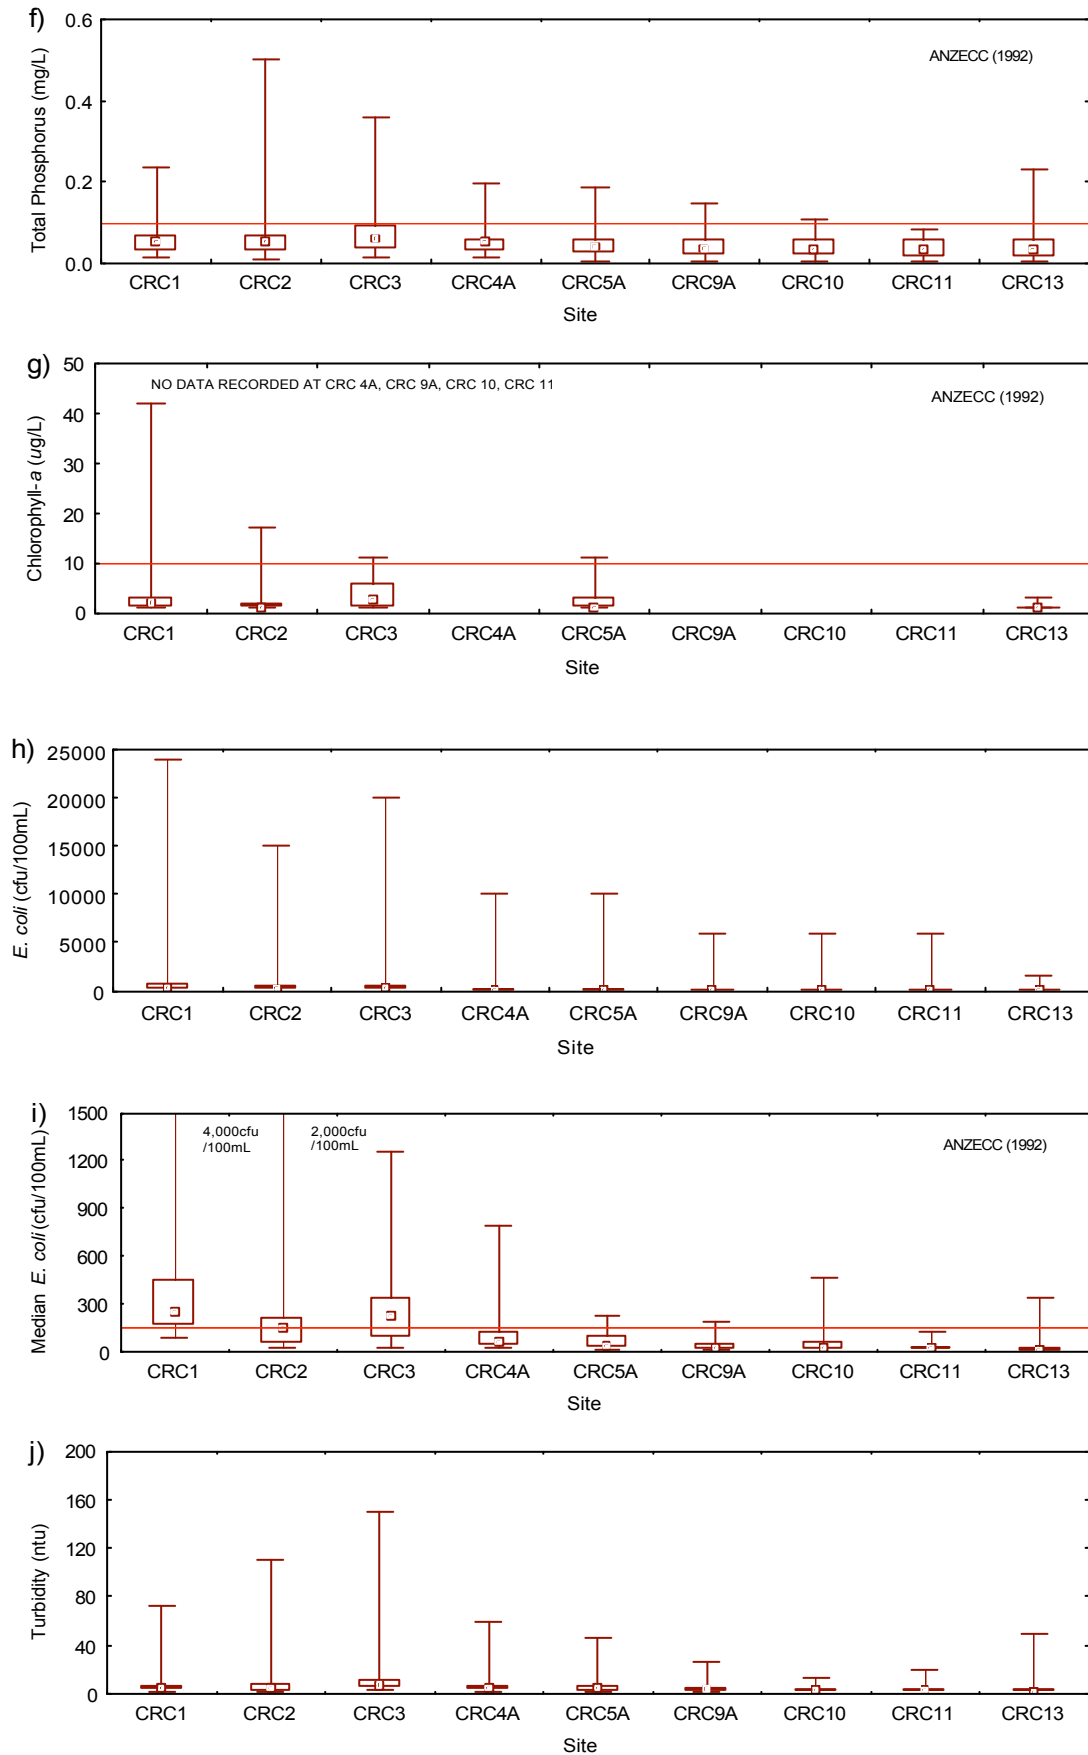 f)
Total Phosphorus (mg/L)
0.6
0.4
0.2
0.0
ANZECC (1992)
CRC1 CRC2 CRC3 CRC4A CRC5A CRC9A CRC10 CRC11 CRC13
Site
g)
Chlorophyll-a (ug/L)
50
40
30
20
10
0
NO DATA RECORDED AT CRC 4A, CRC 9A, CRC 10, CRC 11
ANZECC (1992)
CRC1 CRC2 CRC3 CRC4A CRC5A CRC9A CRC10 CRC11 CRC13
Site
h)
E. coli (cfu/100mL)
25000
20000
15000
10000
5000
0
CRC1 CRC2 CRC3 CRC4A CRC5A CRC9A CRC10 CRC11 CRC13
Site
i)
Median E. coli (cfu/100mL)
1500
1200
900
600
300
0
4,000cfu
/100mL
2,000cfu
/100mL
ANZECC (1992)
CRC1 CRC2 CRC3 CRC4A CRC5A CRC9A CRC10 CRC11 CRC13
Site
j)
Turbidity (ntu)
200
160
120
80
40
0
CRC1 CRC2 CRC3 CRC4A CRC5A CRC9A CRC10 CRC11 CRC13
Site